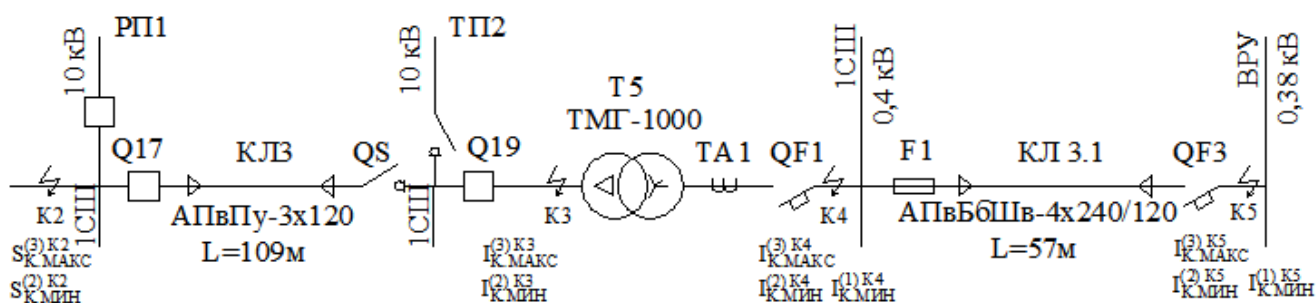 РП1
10 кВ
Q17
КЛ3
QS
К2
1СШ
АПвПу-3х120
L=109м
S(3) К2 К.МАКС
S(2) К2 К.МИН
ТП2
10 кВ
1СШ
Q19
Т5
ТМГ-1000
ТА1
QF1
К3
I(3) К3 К.МАКС
I(2) К3 К.МИН
1СШ
0,4 кВ
К4
I(3) К4 К.МАКС
I(2) К4 К.МИН I(1) К4 К.МИН
F1
КЛ 3.1
QF3
АПвБбШв-4х240/120
L=57м
ВРУ
0,38 кВ
К5
I(3) К5 К.МАКС
I(2) К5 К.МИН I(1) К5 К.МИН